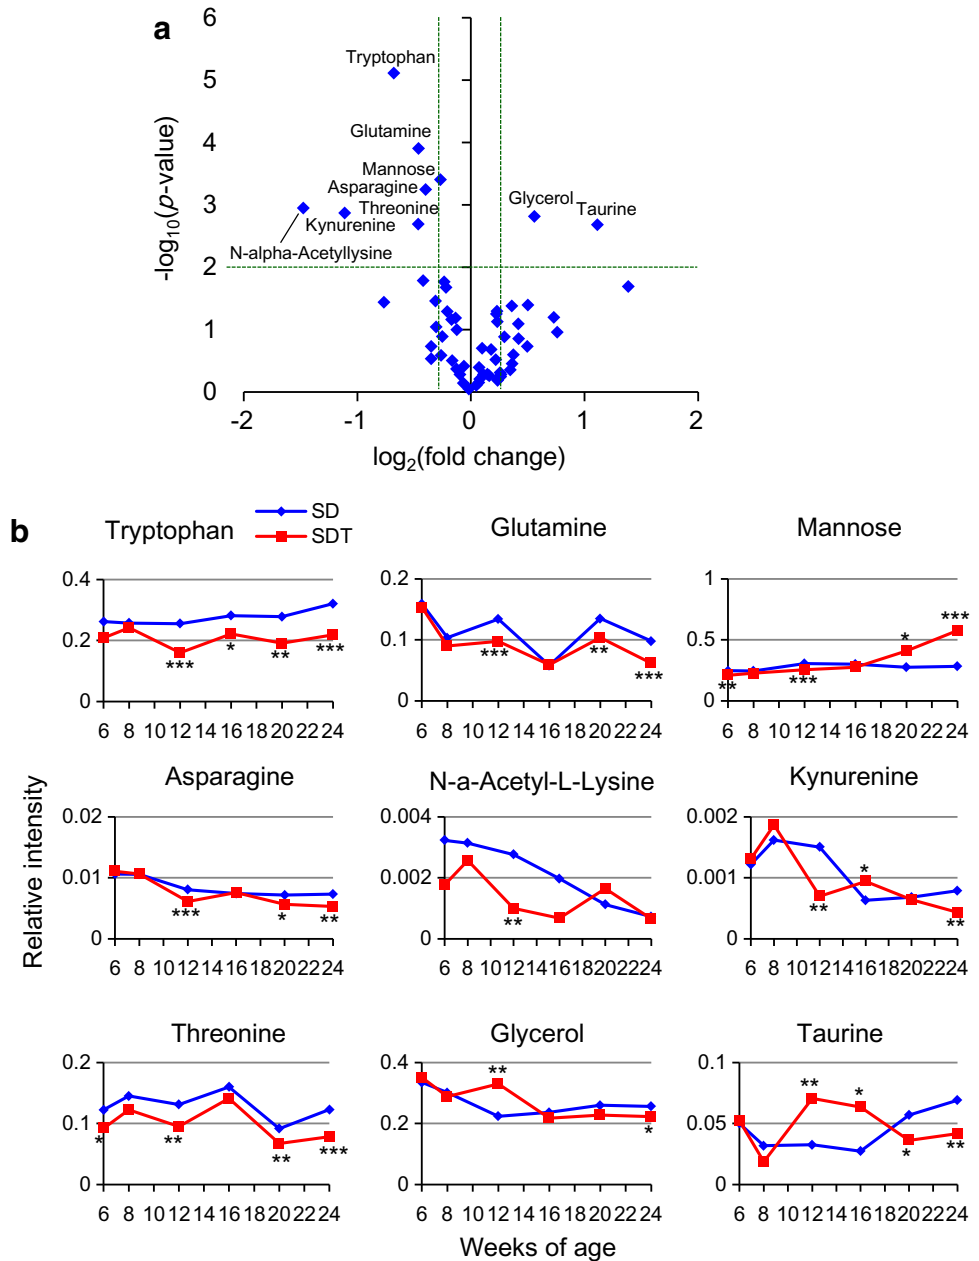 a
6
5
4
3
2
1
0
-log10(p-value)
Tryptophan
Glutamine
Mannose
Asparagine
Threonine
Kynurenine
N-alpha-Acetyllysine
Glycerol
Taurine
-2 -1 0 1 2
log2(fold change)
b
SD
SDT
Relative intensity
Tryptophan
0.4
0.2
0
*** * ** ***
6 8 10 12 14 16 18 20 22 24
Glutamine
0.2
0.1
0
*** ** ***
6 8 10 12 14 16 18 20 22 24
Mannose
1
0.5
0
** *** * ***
6 8 10 12 14 16 18 20 22 24
Asparagine
0.02
0.01
0
*** * **
6 8 10 12 14 16 18 20 22 24
N-a-Acetyl-L-Lysine
0.004
0.002
0
**
6 8 10 12 14 16 18 20 22 24
Kynurenine
0.002
0.001
0
** * **
6 8 10 12 14 16 18 20 22 24
Threonine
0.2
0.1
0
* ** ** ***
6 8 10 12 14 16 18 20 22 24
Glycerol
0.4
0.2
0
** *
6 8 10 12 14 16 18 20 22 24
Taurine
0.1
0.05
0
** * * **
6 8 10 12 14 16 18 20 22 24
Weeks of age